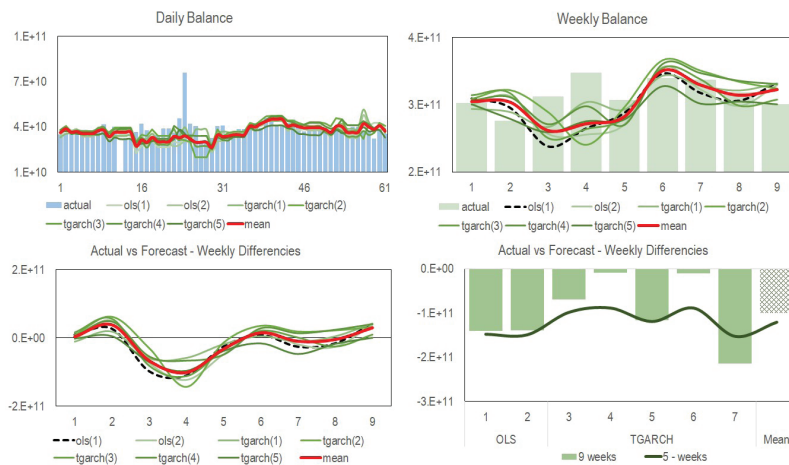 Daily Balance
1.E+11
7.E+10
4.E+10
1.E+10
1 16 31 46 61
actual ols(1) ols(2) tgarch(1) tgarch(2)
tgarch(3) tgarch(4) tgarch(5) mean
Weekly Balance
4.E+11
3.E+11
2.E+11
1 2 3 4 5 6 7 8 9
actual ols(1) ols(2) tgarch(1) tgarch(2)
tgarch(3) tgarch(4) tgarch(5) mean
Actual vs Forecast - Weekly Differencies
2.E+11
0.E+00
-2.E+11
1 2 3 4 5 6 7 8 9
ols(1) ols(2) tgarch(1) tgarch(2)
tgarch(3) tgarch(4) tgarch(5) mean
Actual vs Forecast - Weekly Differencies
0.E+00
-1.E+11
-2.E+11
-3.E+11
1 2 3 4 5 6 7
OLS TGARCH Mean
9 weeks 5 - weeks